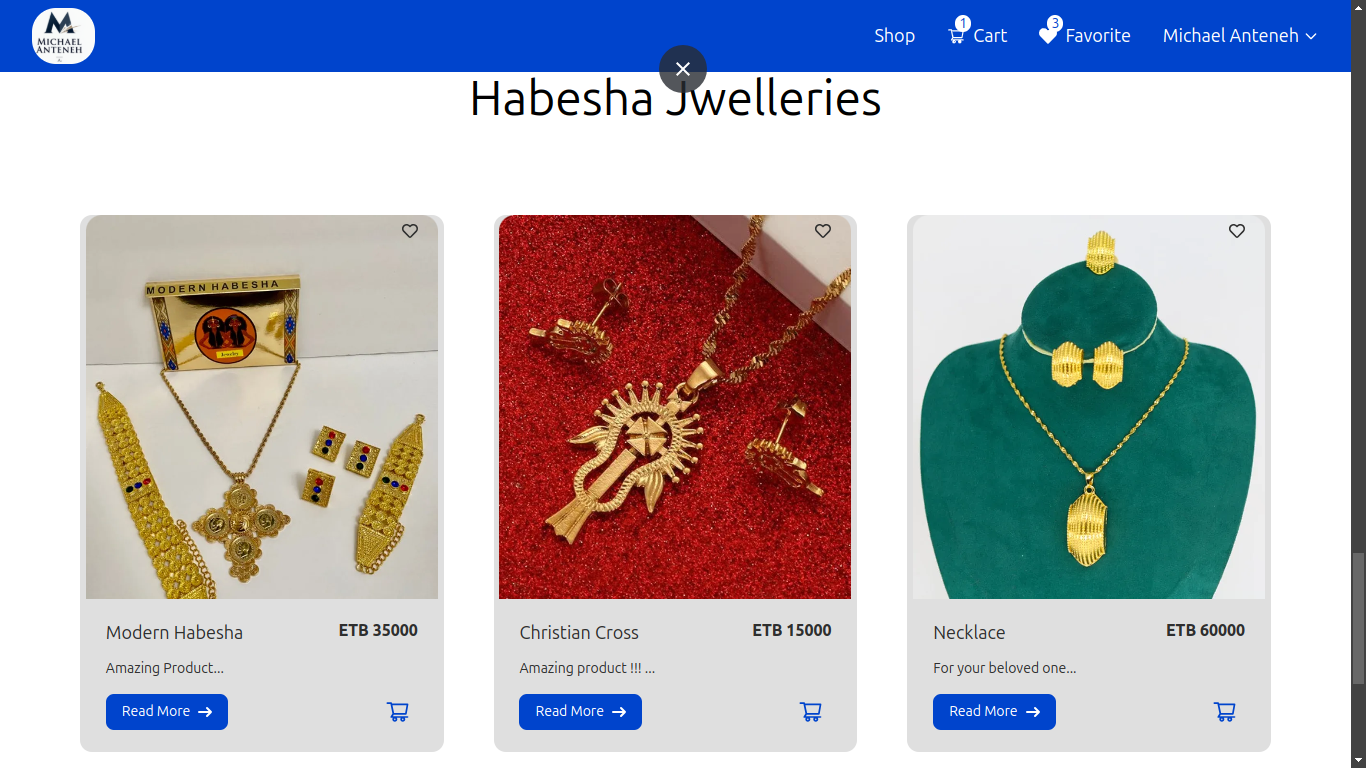 MICHAEL
ANTENEH
Shop
1
Cart
3
Favorite
Michael Anteneh
Habesha Jwelleries
MODERN HABESHA
Jewelry
Modern Habesha
ETB 35000
Amazing Product...
Read More
Christian Cross
ETB 15000
Amazing product !!! ...
Read More
Necklace
ETB 60000
For your beloved one...
Read More